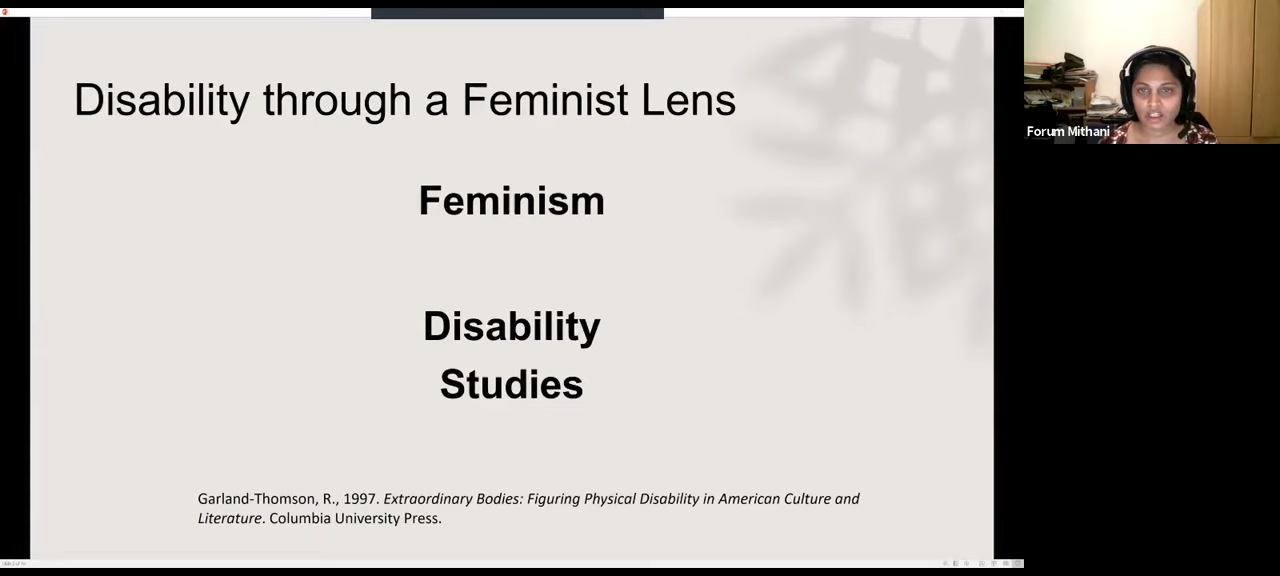 Disability through a Feminist Lens
Feminism
Disability
Studies
Garland-Thomson, R., 1997. Extraordinary Bodies: Figuring Physical Disability in American Culture and
Literature. Columbia University Press.
Forum Mithani